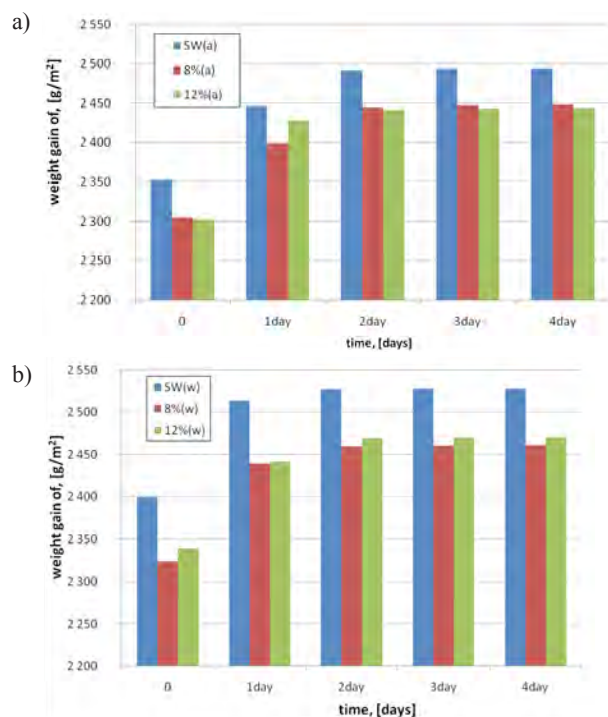 a)
2 550
2 500
2 450
2 400
2 350
2 300
2 250
2 200
SW(a)
8%(a)
12%(a)
weight gain of, [g/m²]
0 1day 2day 3day 4day
time, [days]
b)
2 550
2 500
2 450
2 400
2 350
2 300
2 250
2 200
SW(w)
8%(w)
12%(w)
weight gain of, [g/m²]
0 1day 2day 3day 4day
time, [days]